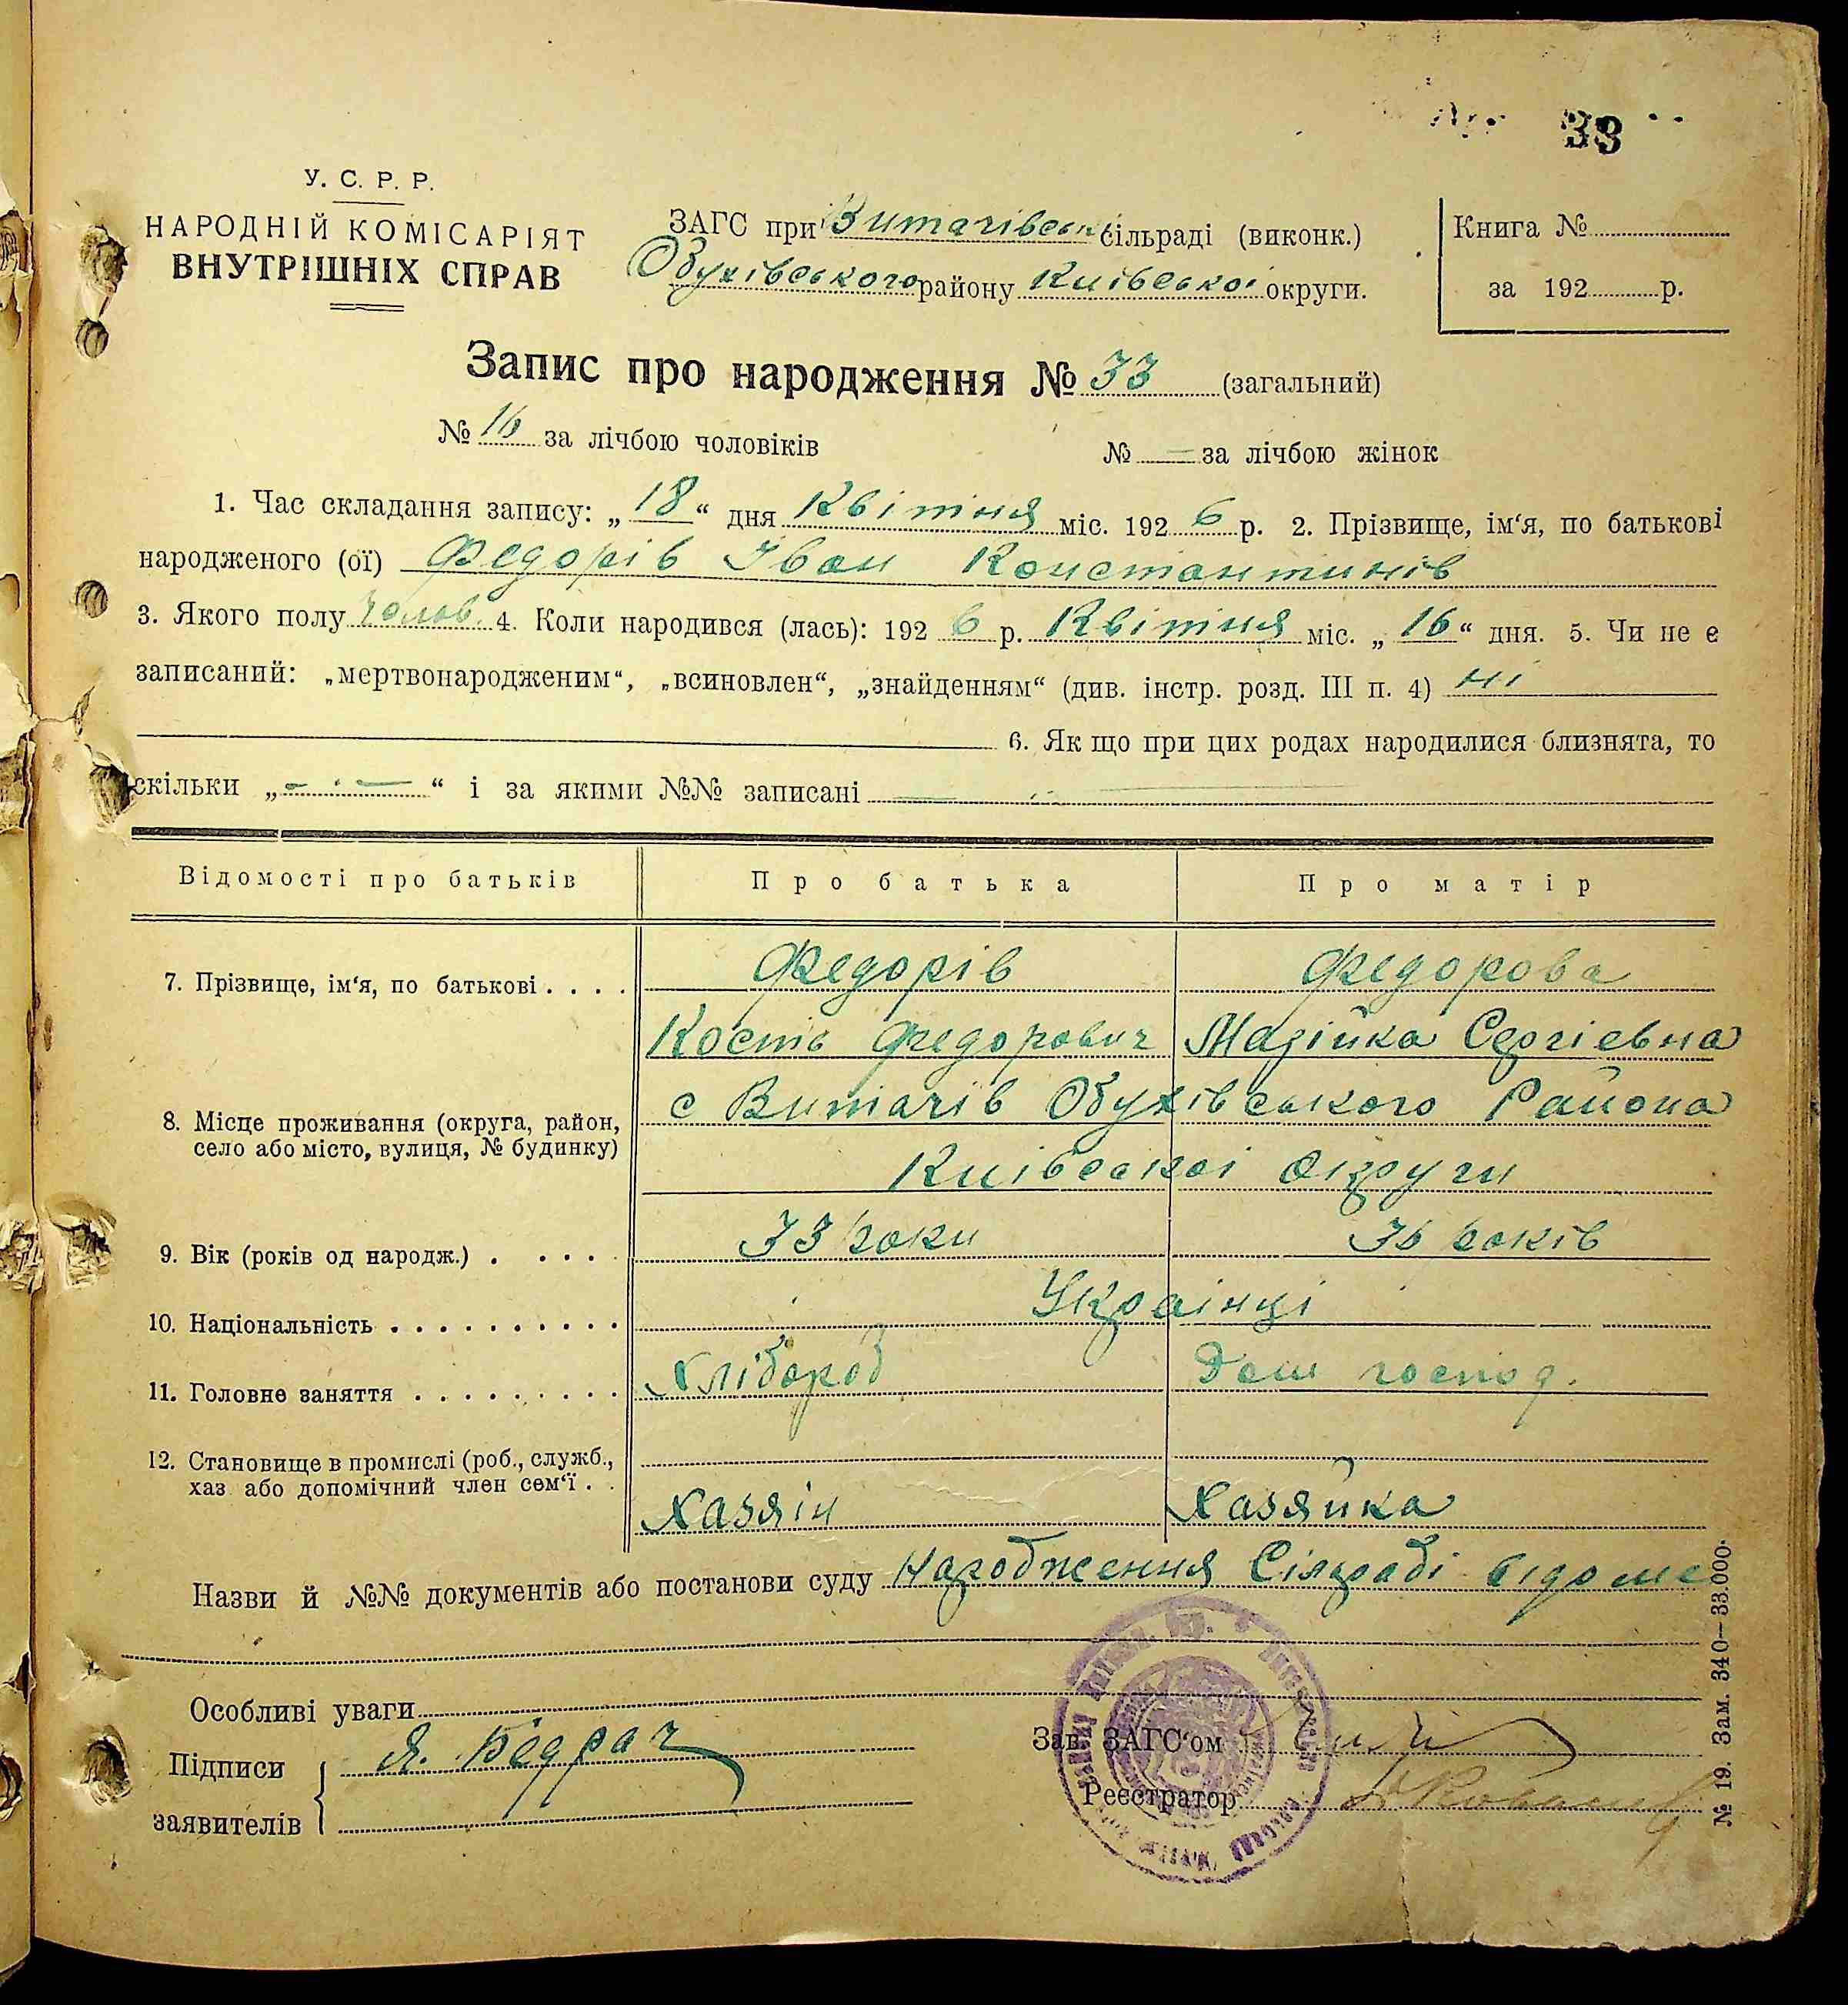 33
У. С. Р. Р.
НАРОДНІЙ КОМІСАРІЯТ
ВНУТРІШНІХ СПРАВ
ЗАГС при Витачівськ сільраді (виконк.)
Обухівського району Київської округи.
Книга №
за 192 р.
Запис про народження № 33 (загальний)
№ 16 за лічбою чоловіків № — за лічбою жінок
1. Час складання запису: „18“ дня Квітня міс. 1926 р. 2. Прізвище, ім‘я, по батькові
народженого (ої) Федорів Іван Константинів
3. Якого полу чолов. 4. Коли народився (лась): 1926 р. Квітня міс. „16“ дня. 5. Чи не є
записаний: „мертвонародженим“, „всиновлен“, „знайденням“ (див. інстр. розд. III п. 4) ні
6. Як що при цих родах народилися близнята, то
скільки „— · —“ і за якими №№ записані —
Відомості про батьків Про батька Про матір
7. Прізвище, ім‘я, по батькові . . . . Федорів Федорова
Кость Федорович Марійка Сергієвна
8. Місце проживання (округа, район, с Витачів Обухівського Района
село або місто, вулиця, № будинку)
Київської округи
9. Вік (років од народж.) . . . . . 33 роки 36 років
10. Національність . . . . . . . . . . Українці
11. Головне заняття . . . . . . . . . Хлібороб Дом господ.
12. Становище в промислі (роб., служб.,
хаз або допомічний член сем‘ї . . Хазяін Хазяйка
Назви й №№ документів або постанови суду Народження Сілраді відоме
Особливі уваги
Підписи Я. Бедрач
заявителів
Зав. ЗАГС‘ом
Реєстратор
№ 19. Зам. 340—33.000.